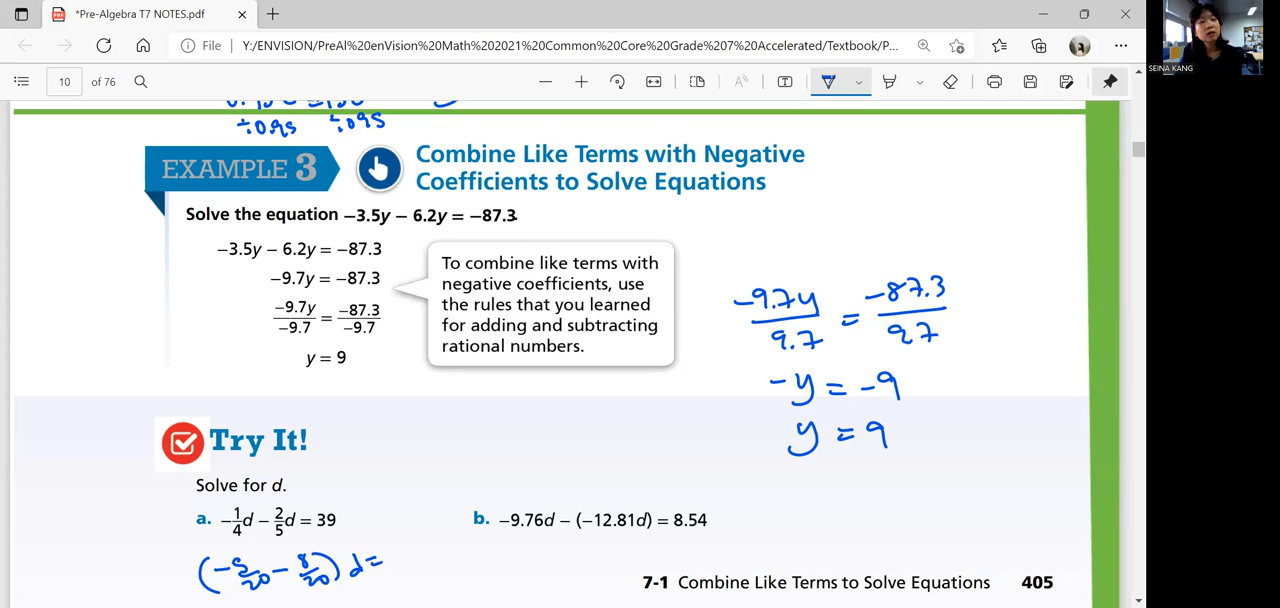 *Pre-Algebra T7 NOTES.pdf
File Y:/ENVISION/PreAl%20enVision%20Math%202021%20Common%20Core%20Grade%207%20Accelerated/Textbook/P...
10 of 76
SEINA KANG
÷0.95 ÷0.95
EXAMPLE 3
Combine Like Terms with Negative
Coefficients to Solve Equations
Solve the equation −3.5y − 6.2y = −87.3.
−3.5y − 6.2y = −87.3
−9.7y = −87.3
−9.7y/−9.7 = −87.3/−9.7
y = 9
To combine like terms with
negative coefficients, use
the rules that you learned
for adding and subtracting
rational numbers.
−9.7y/9.7 = −87.3/9.7
−y = −9
y = 9
Try It!
Solve for d.
a. −1/4d − 2/5d = 39
b. −9.76d − (−12.81d) = 8.54
(−5/20 − 8/20) d =
7-1 Combine Like Terms to Solve Equations 405